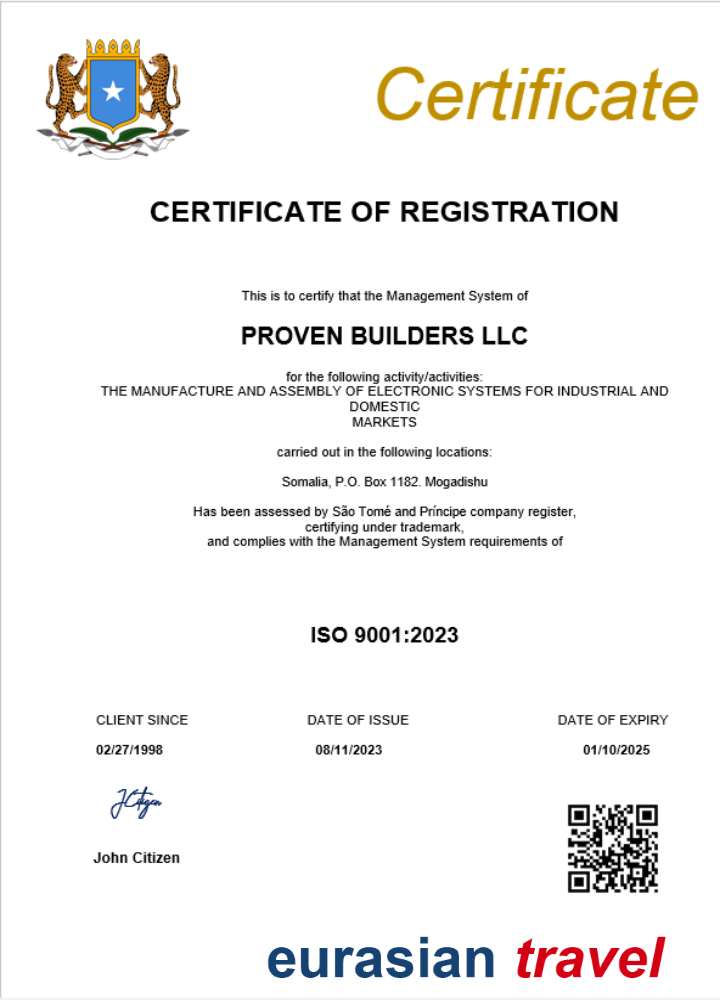 Certificate
CERTIFICATE OF REGISTRATION
This is to certify that the Management System of
PROVEN BUILDERS LLC
for the following activity/activities:
THE MANUFACTURE AND ASSEMBLY OF ELECTRONIC SYSTEMS FOR INDUSTRIAL AND
DOMESTIC
MARKETS
carried out in the following locations:
Somalia, P.O. Box 1182. Mogadishu
Has been assessed by São Tomé and Príncipe company register,
certifying under trademark,
and complies with the Management System requirements of
ISO 9001:2023
CLIENT SINCE DATE OF ISSUE DATE OF EXPIRY
02/27/1998 08/11/2023 01/10/2025
JCitizen
John Citizen
eurasian travel